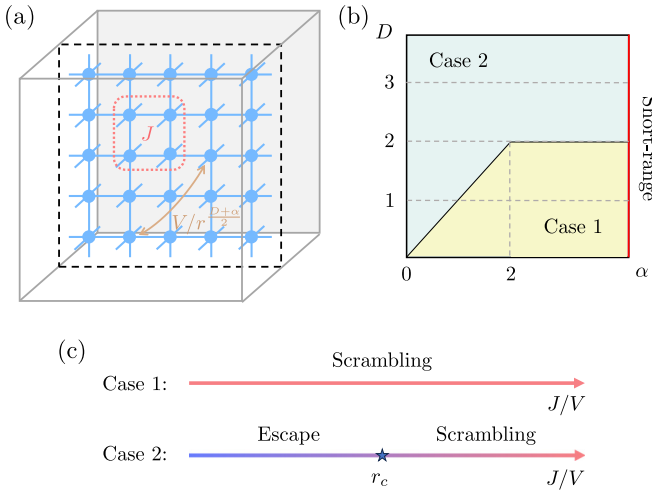 (a)
J
V/r^{\frac{D+α}{2}}
(b)
D
Case 2
3
2
1
Case 1
0
2
α
Short-range
(c)
Scrambling
Case 1:
J/V
Escape
Scrambling
Case 2:
r_c
J/V